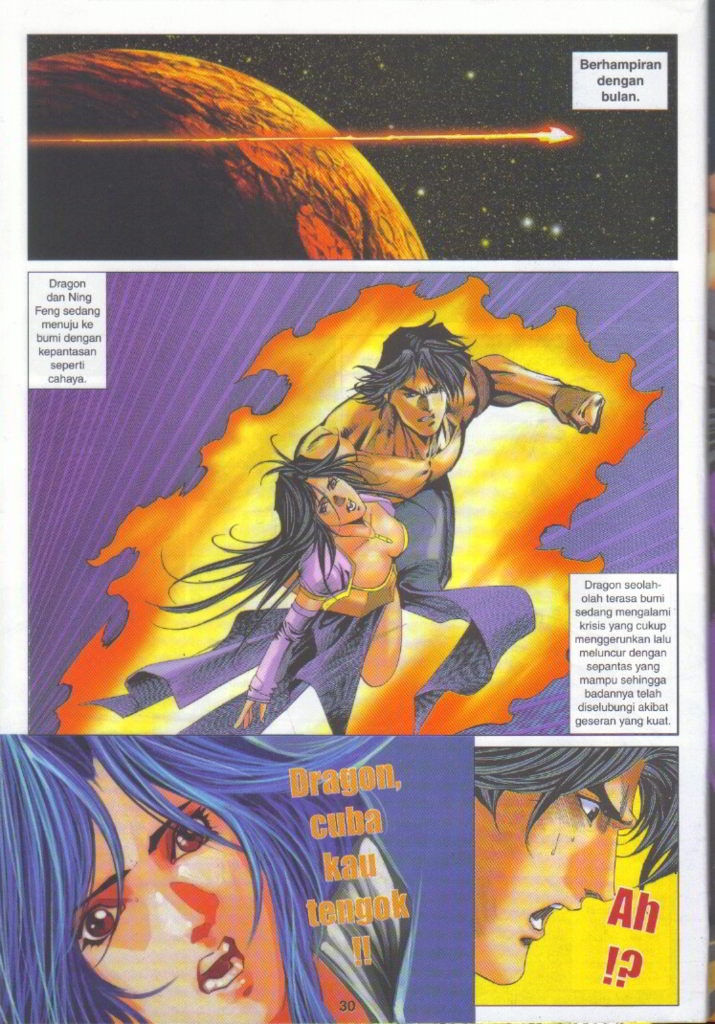 Berhampiran
dengan
bulan.
Dragon
dan Ning
Feng sedang
menuju ke
bumi dengan
kepantasan
seperti
cahaya.
Dragon seolah-
olah terasa bumi
sedang mengalami
krisis yang cukup
menggerunkan lalu
meluncur dengan
sepantas yang
mampu sehingga
badannya telah
diselubungi akibat
geseran yang kuat.
Dragon,
cuba
kau
tengok
!!
Ah
!?
30